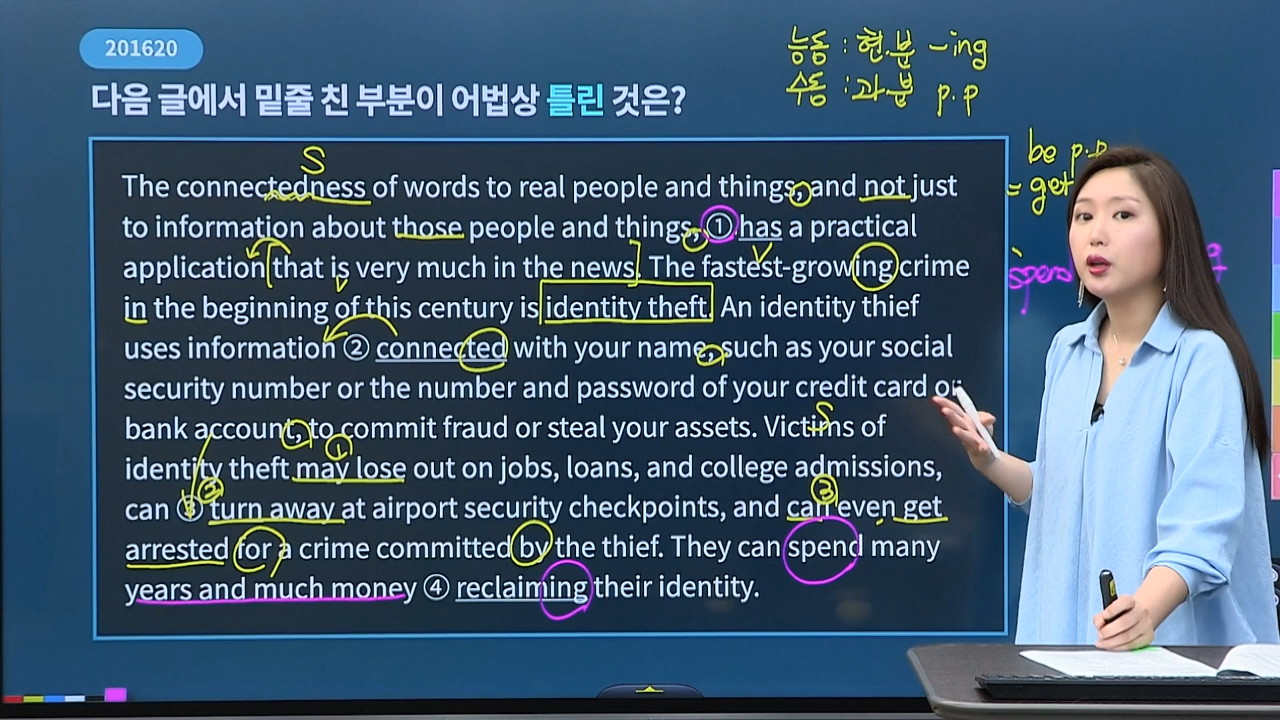 201620
능동 : 현.분 -ing
수동 : 과.분 p.p
다음 글에서 밑줄 친 부분이 어법상 틀린 것은?
be p.p
= get
S
The connectedness of words to real people and things, and not just
to information about those people and things, ① has a practical
application that is very much in the news. The fastest-growing crime
in the beginning of this century is identity theft. An identity thief
uses information ② connected with your name, such as your social
security number or the number and password of your credit card or
bank account, to commit fraud or steal your assets. Victims of
S
identity theft may lose out on jobs, loans, and college admissions,
①
can ③ turn away at airport security checkpoints, and can even get
② ③
arrested for a crime committed by the thief. They can spend many
years and much money ④ reclaiming their identity.
spend